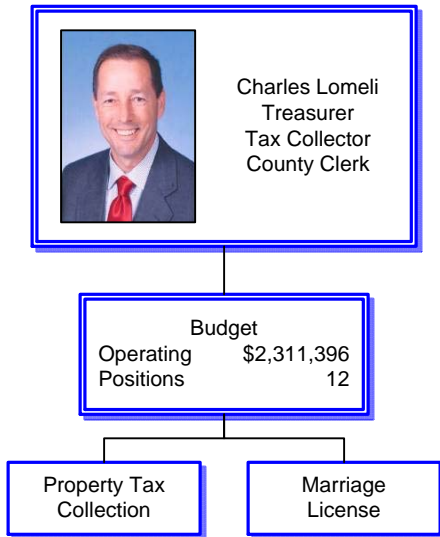 Charles Lomeli
Treasurer
Tax Collector
County Clerk
Budget
Operating $2,311,396
Positions 12
Property Tax
Collection
Marriage
License